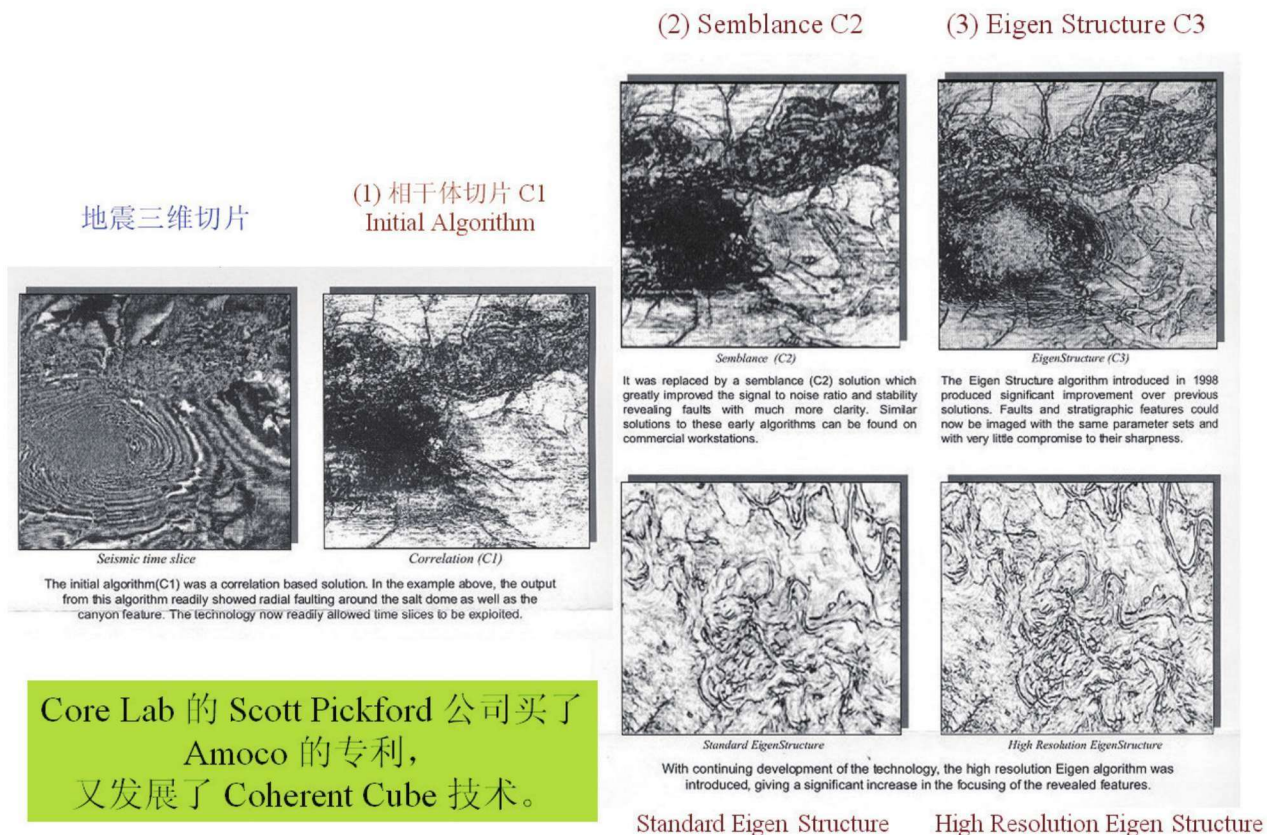 (2) Semblance C2
(3) Eigen Structure C3
地震三维切片
(1) 相干体切片 C1
Initial Algorithm
Seismic time slice
Correlation (C1)
The initial algorithm(C1) was a correlation based solution. In the example above, the output
from this algorithm readily showed radial faulting around the salt dome as well as the
canyon feature. The technology now readily allowed time slices to be exploited.
Semblance (C2)
It was replaced by a semblance (C2) solution which
greatly improved the signal to noise ratio and stability
revealing faults with much more clarity. Similar
solutions to these early algorithms can be found on
commercial workstations.
EigenStructure (C3)
The Eigen Structure algorithm introduced in 1998
produced significant improvement over previous
solutions. Faults and stratigraphic features could
now be imaged with the same parameter sets and
with very little compromise to their sharpness.
Standard EigenStructure
High Resolution EigenStructure
With continuing development of the technology, the high resolution Eigen algorithm was
introduced, giving a significant increase in the focusing of the revealed features.
Standard Eigen Structure
High Resolution Eigen Structure
Core Lab 的 Scott Pickford 公司买了
Amoco 的专利，
又发展了 Coherent Cube 技术。